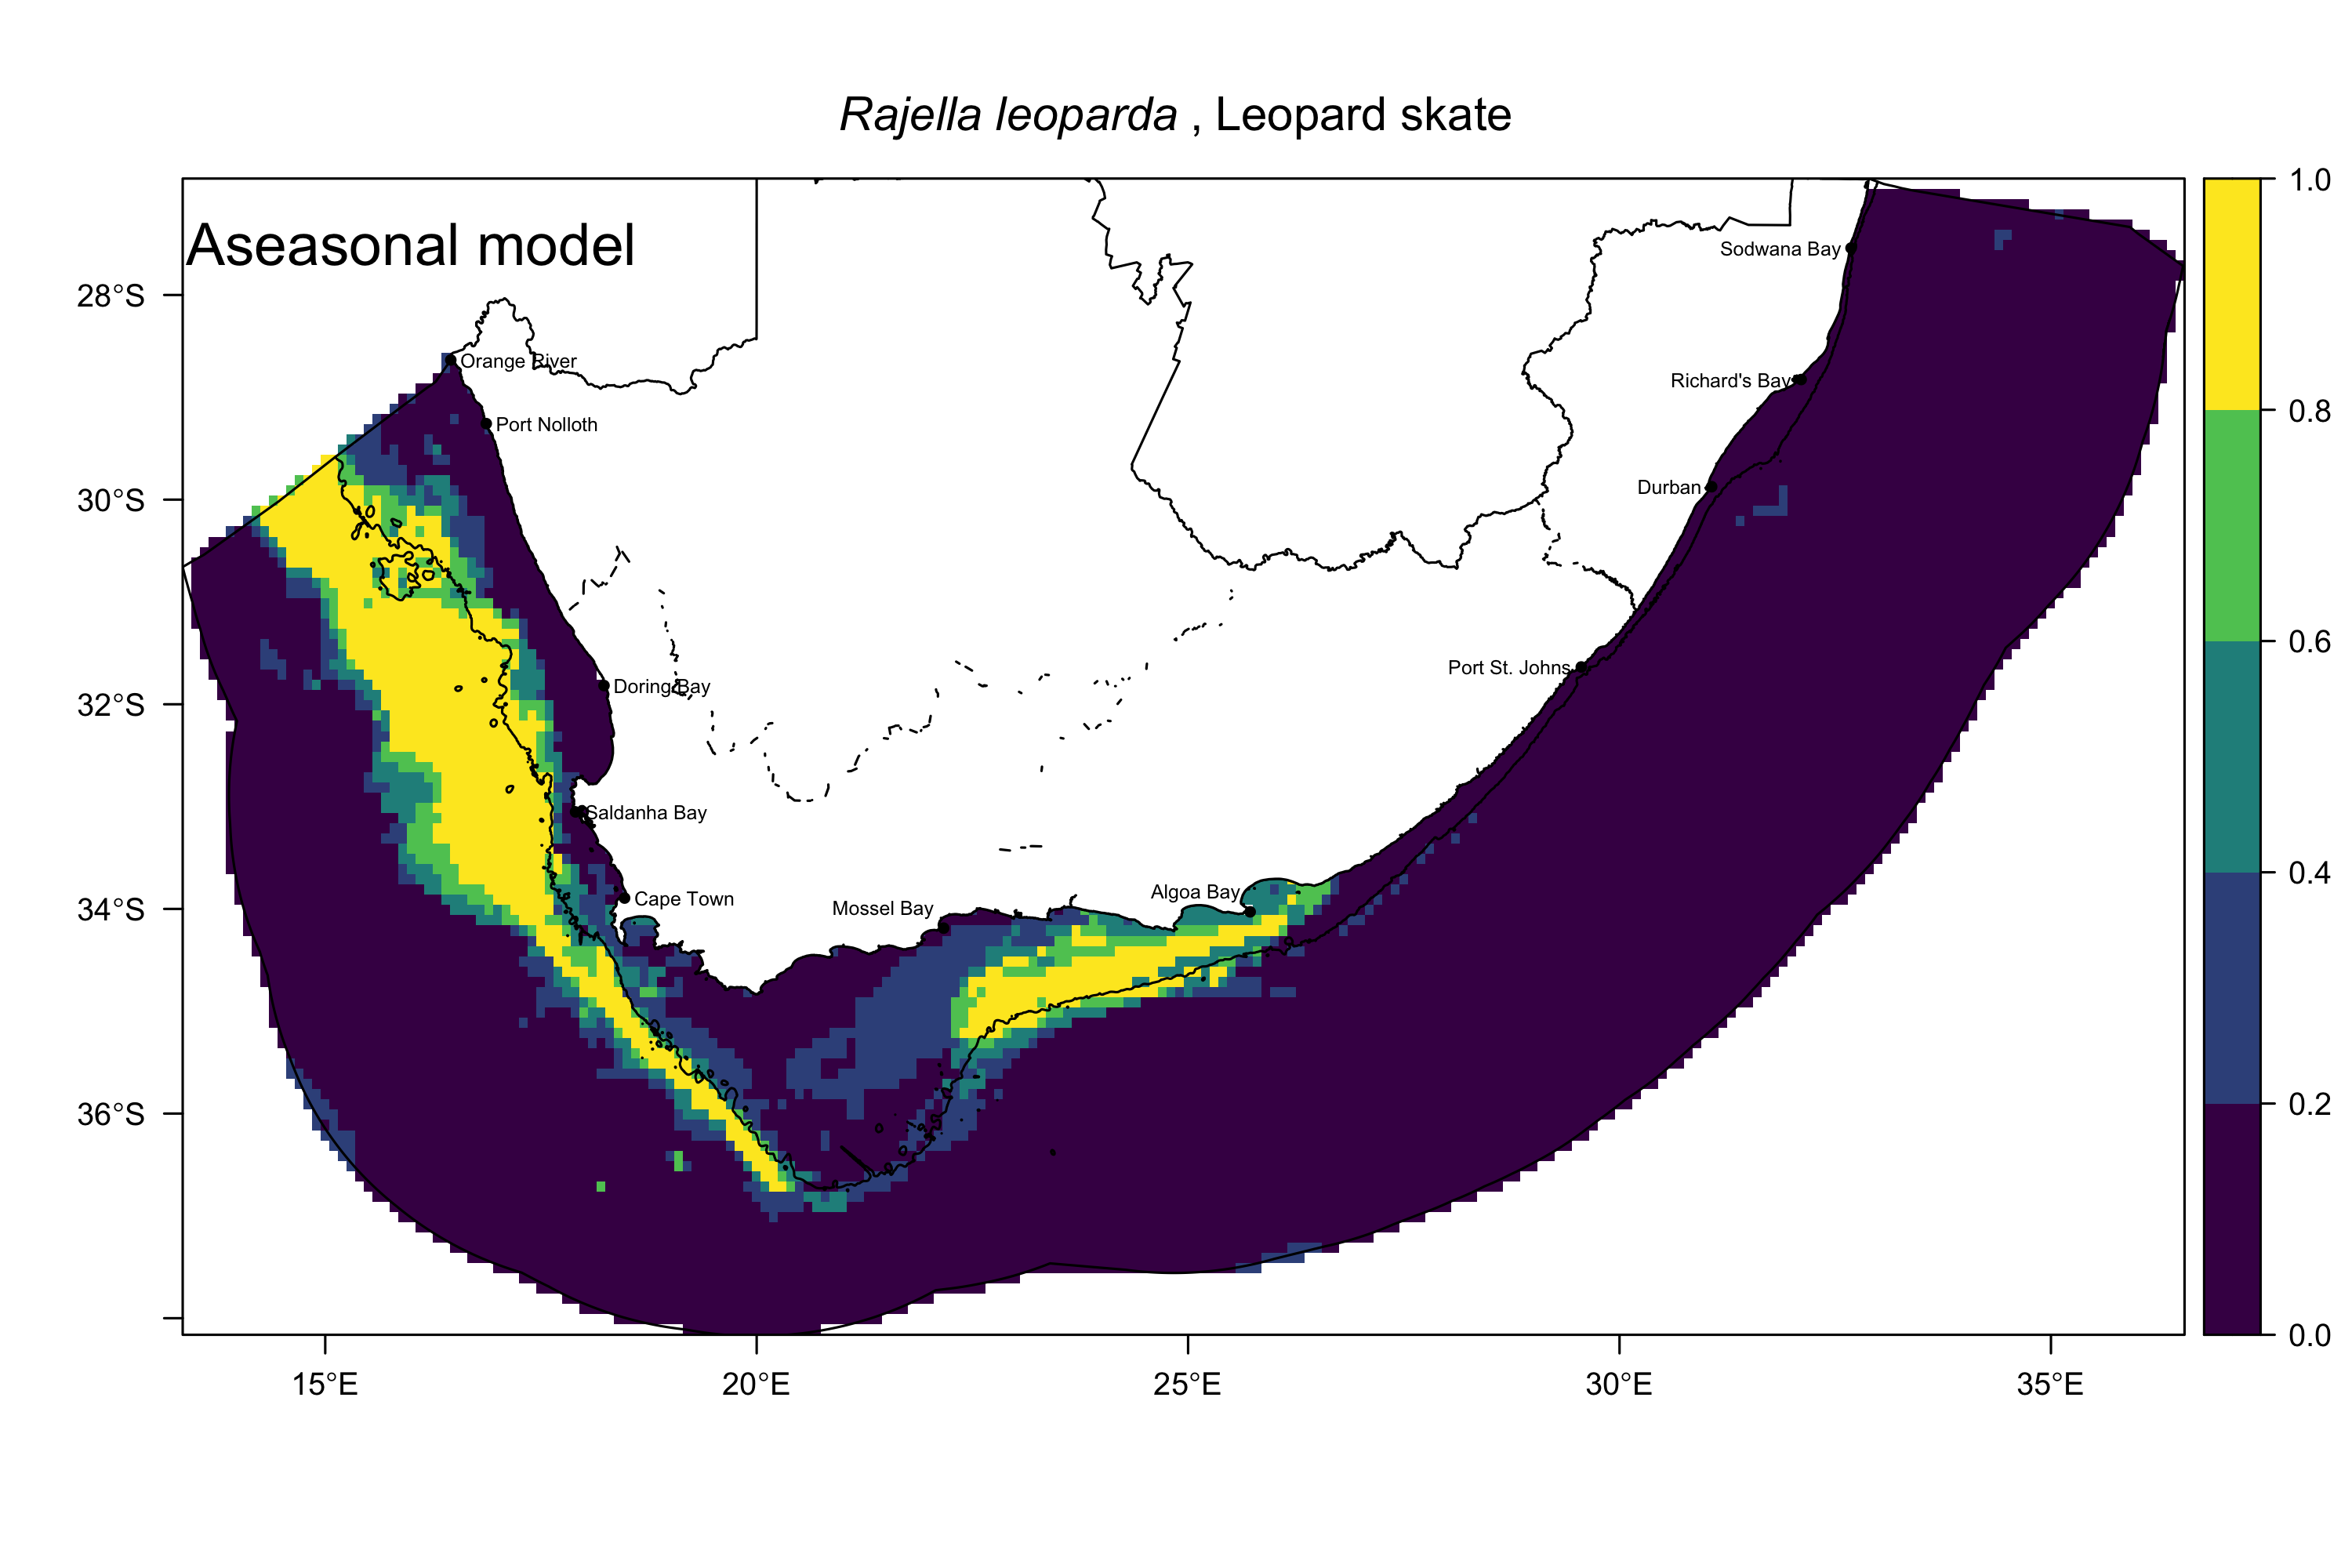 Rajella leoparda , Leopard skate
Aseasonal model
1.0
0.8
0.6
0.4
0.2
0.0
28°S
30°S
32°S
34°S
36°S
15°E
20°E
25°E
30°E
35°E
Sodwana Bay
Orange River
Richard's Bay
Port Nolloth
Durban
Port St. Johns
Doring Bay
Saldanha Bay
Algoa Bay
Cape Town
Mossel Bay